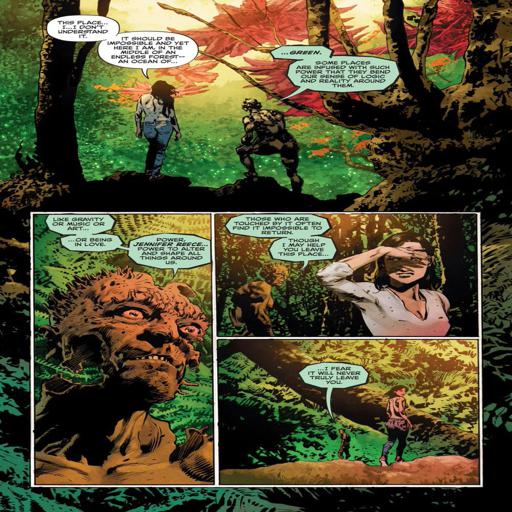 THIS PLACE...
I...I DON'T
UNDERSTAND
IT.
IT SHOULD BE
IMPOSSIBLE AND YET
HERE I AM, IN THE
MIDDLE OF AN
ENDLESS FOREST--
AN OCEAN OF...
...GREEN.
SOME PLACES
ARE INFUSED WITH SUCH
POWER THAT THEY BEND
OUR SENSE OF LOGIC
AND REALITY AROUND
THEM.
LIKE GRAVITY
OR MUSIC OR
ART...
...OR BEING
IN LOVE.
POWER,
JENNIFER REECE...
POWER TO ALTER
AND SHAPE ALL
THINGS AROUND
US.
THOSE WHO ARE
TOUCHED BY IT OFTEN
FIND IT IMPOSSIBLE TO
RETURN.
THOUGH
I MAY HELP
YOU LEAVE
THIS PLACE...
...I FEAR
IT WILL NEVER
TRULY LEAVE
YOU.